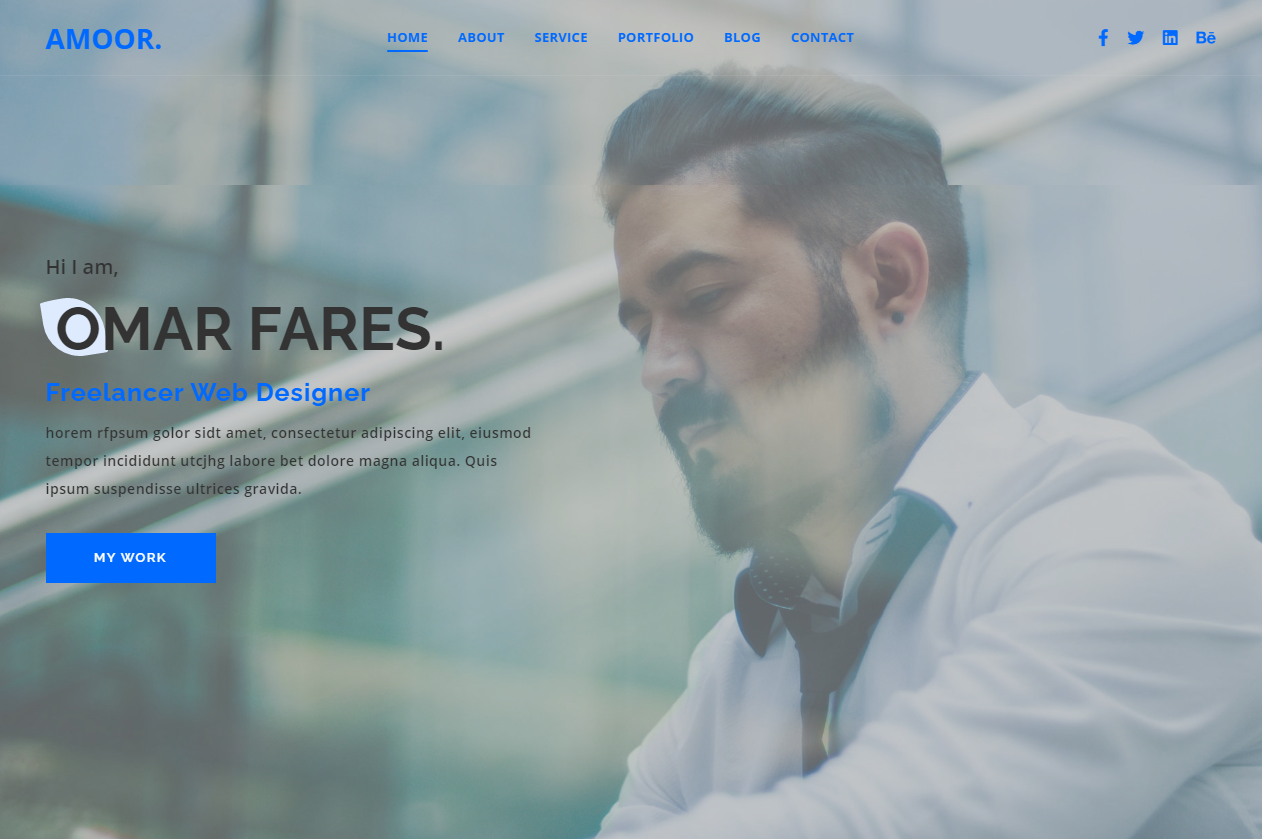 AMOOR.
HOME ABOUT SERVICE PORTFOLIO BLOG CONTACT
Hi I am,
OMAR FARES.
Freelancer Web Designer
horem rfpsum golor sidt amet, consectetur adipiscing elit, eiusmod
tempor incididunt utcjhg labore bet dolore magna aliqua. Quis
ipsum suspendisse ultrices gravida.
MY WORK